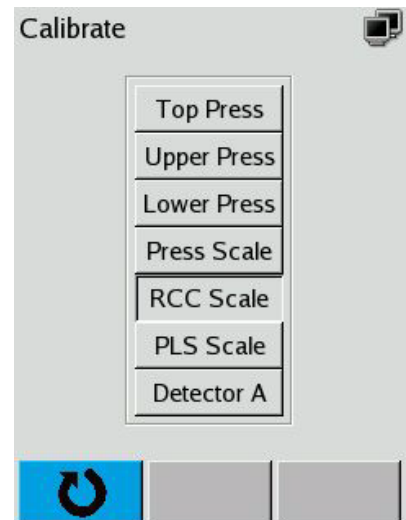 Calibrate
Top Press
Upper Press
Lower Press
Press Scale
RCC Scale
PLS Scale
Detector A